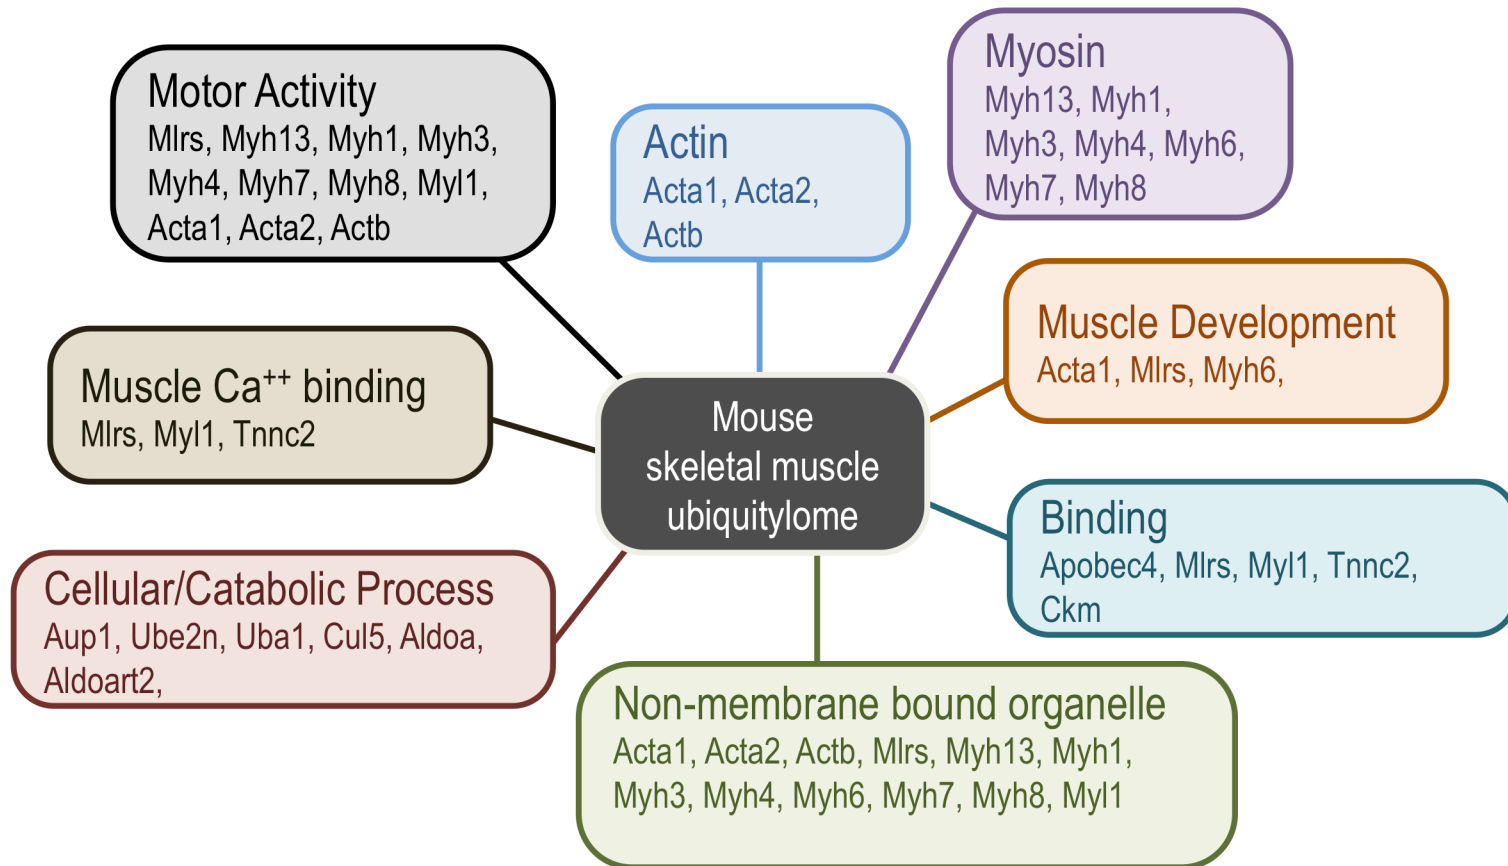 Motor Activity
Mlrs, Myh13, Myh1, Myh3,
Myh4, Myh7, Myh8, Myl1,
Acta1, Acta2, Actb
Actin
Acta1, Acta2,
Actb
Myosin
Myh13, Myh1,
Myh3, Myh4, Myh6,
Myh7, Myh8
Muscle Ca⁺⁺ binding
Mlrs, Myl1, Tnnc2
Mouse
skeletal muscle
ubiquitylome
Muscle Development
Acta1, Mlrs, Myh6,
Cellular/Catabolic Process
Aup1, Ube2n, Uba1, Cul5, Aldoa,
Aldoart2,
Binding
Apobec4, Mlrs, Myl1, Tnnc2,
Ckm
Non-membrane bound organelle
Acta1, Acta2, Actb, Mlrs, Myh13, Myh1,
Myh3, Myh4, Myh6, Myh7, Myh8, Myl1